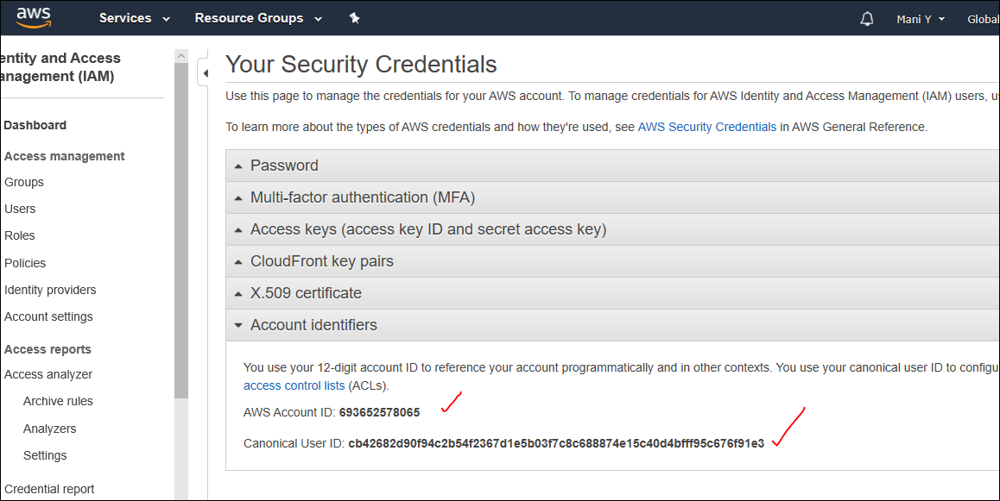 aws
Services
Resource Groups
Mani Y
Global
entity and Access
anagement (IAM)
Dashboard
Access management
Groups
Users
Roles
Policies
Identity providers
Account settings
Access reports
Access analyzer
Archive rules
Analyzers
Settings
Credential report
Your Security Credentials
Use this page to manage the credentials for your AWS account. To manage credentials for AWS Identity and Access Management (IAM) users, us
To learn more about the types of AWS credentials and how they're used, see AWS Security Credentials in AWS General Reference.
Password
Multi-factor authentication (MFA)
Access keys (access key ID and secret access key)
CloudFront key pairs
X.509 certificate
Account identifiers
You use your 12-digit account ID to reference your account programmatically and in other contexts. You use your canonical user ID to configu
access control lists (ACLs).
AWS Account ID: 693652578065
Canonical User ID: cb42682d90f94c2b54f2367d1e5b03f7c8c688874e15c40d4bfff95c676f91e3